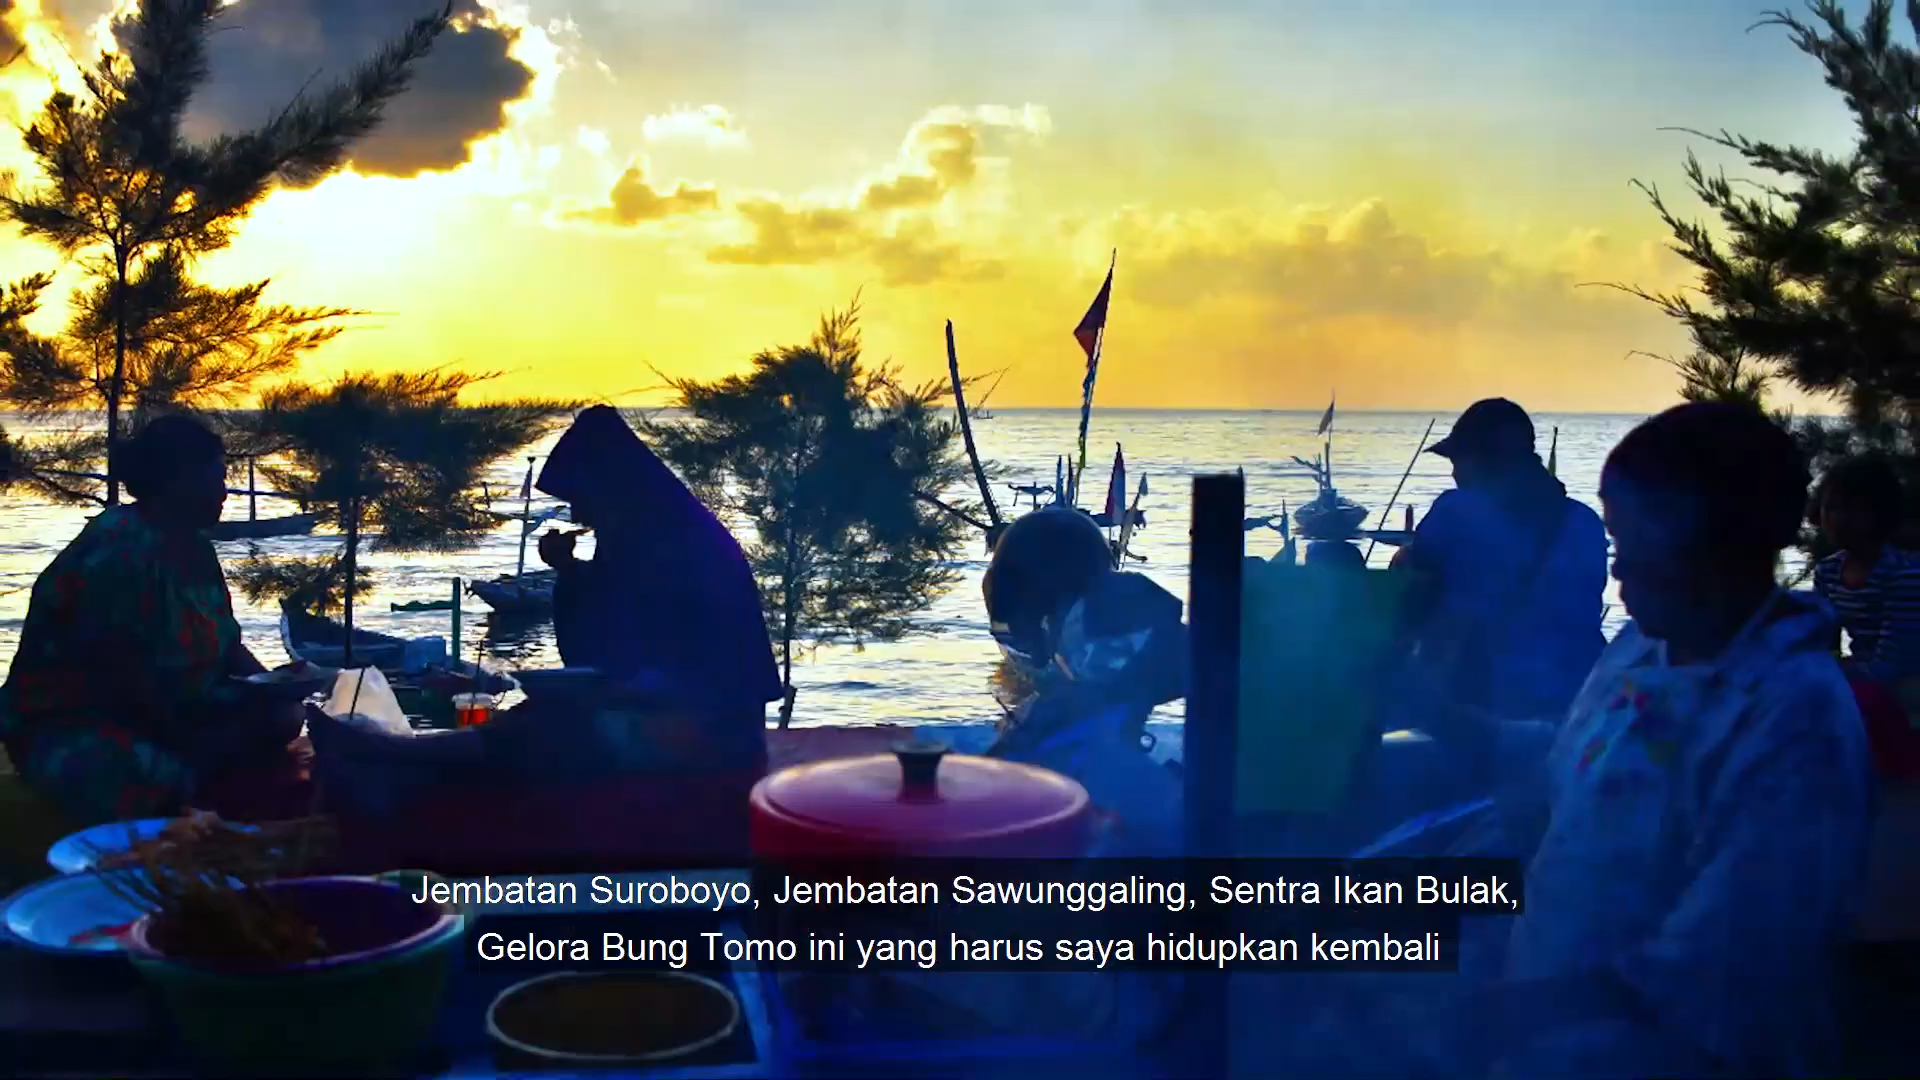 Jembatan Suroboyo, Jembatan Sawunggaling, Sentra Ikan Bulak,
Gelora Bung Tomo ini yang harus saya hidupkan kembali